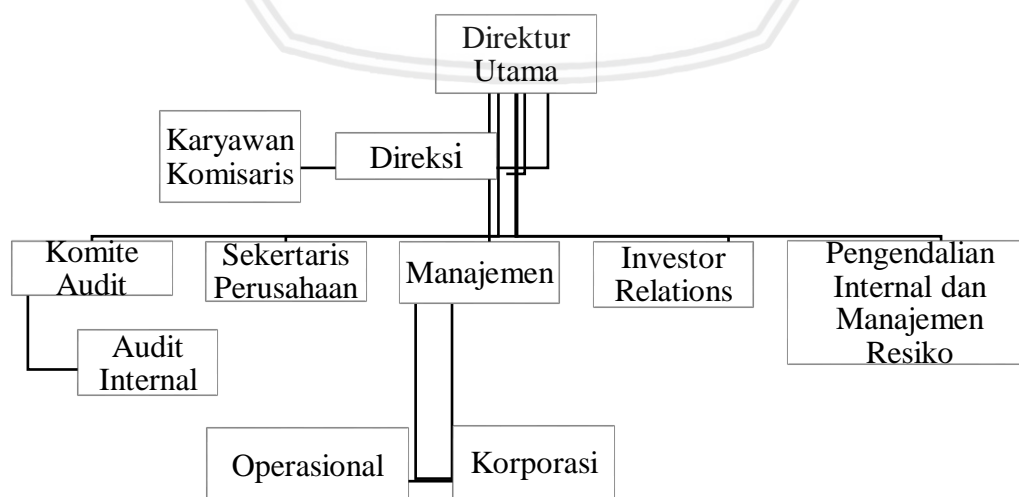 Direktur
Utama
Karyawan
Komisaris
Direksi
Komite
Audit
Sekertaris
Perusahaan
Manajemen
Investor
Relations
Pengendalian
Internal dan
Manajemen
Resiko
Audit
Internal
Operasional
Korporasi